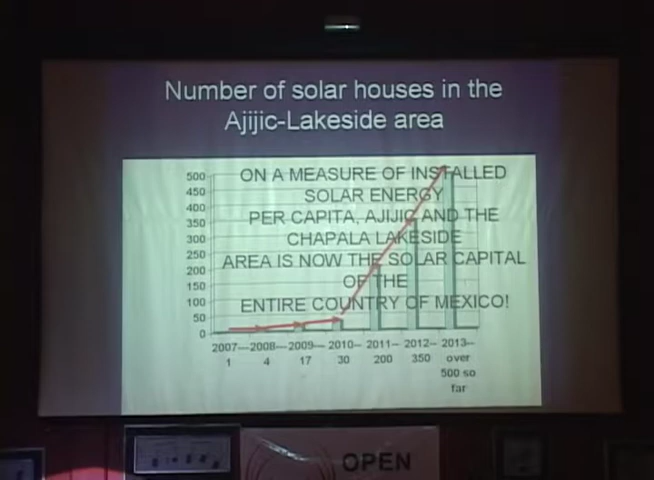 Number of solar houses in the
Ajijic-Lakeside area
ON A MEASURE OF INSTALLED
SOLAR ENERGY
PER CAPITA, AJIJIC AND THE
CHAPALA LAKESIDE
AREA IS NOW THE SOLAR CAPITAL
OF THE
ENTIRE COUNTRY OF MEXICO!
500
450
400
350
300
250
200
150
100
50
0
2007— 2008— 2009— 2010— 2011— 2012— 2013—
1 4 17 30 200 350 over
500 so
far
OPEN